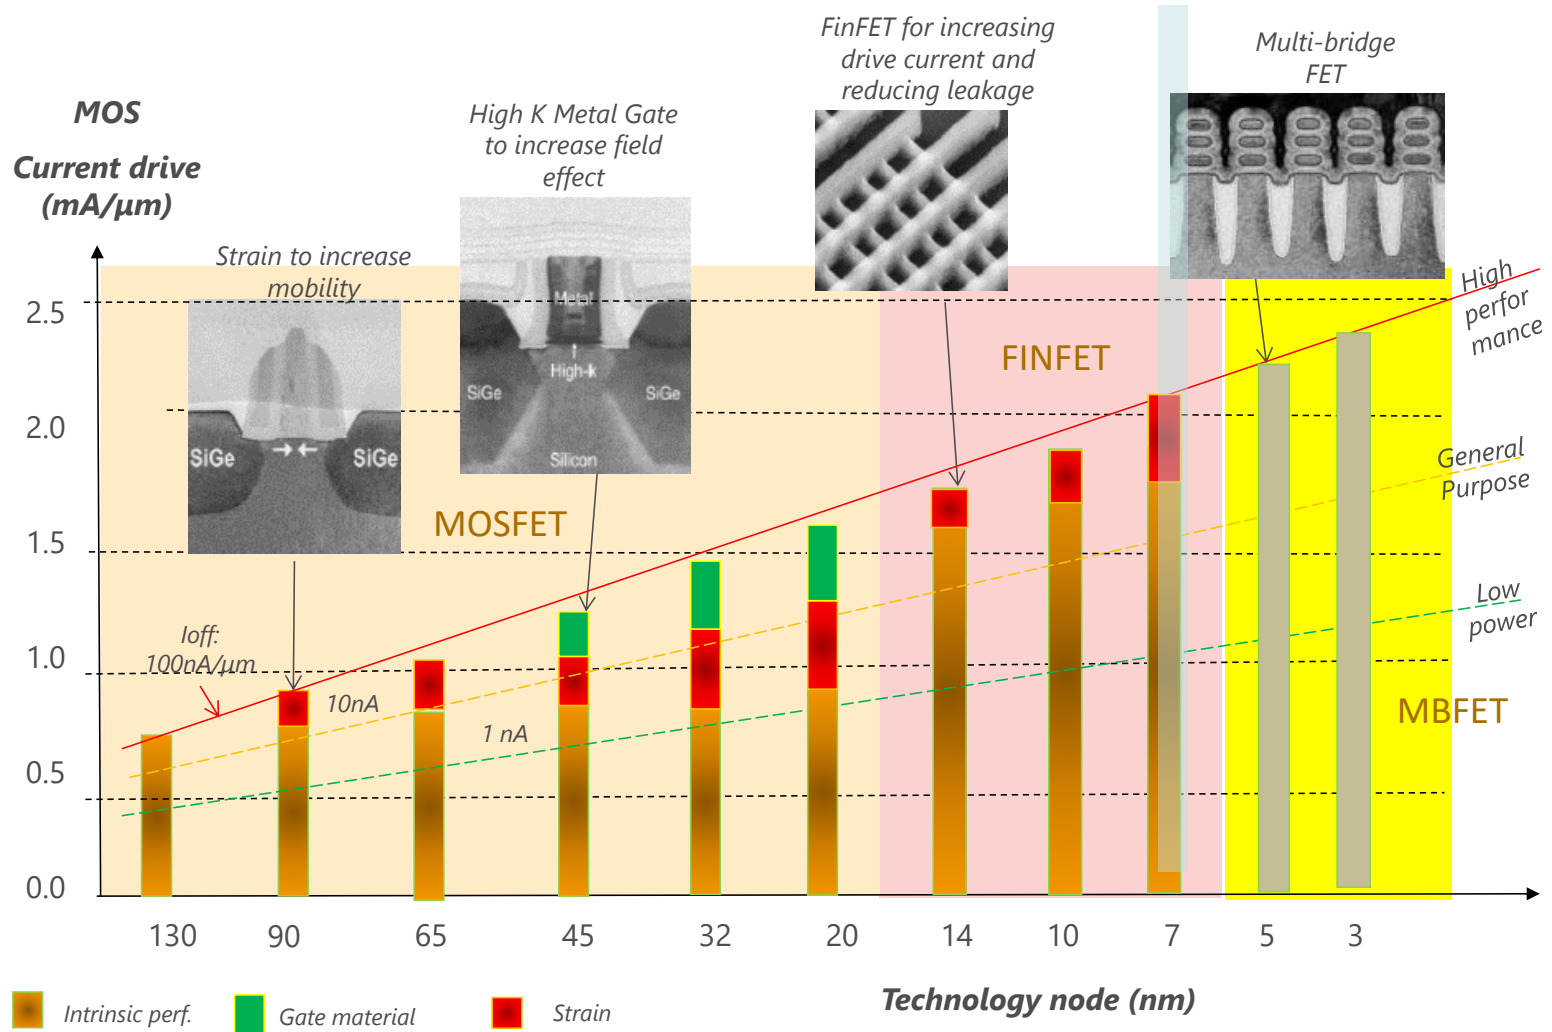 FinFET for increasing
drive current and
reducing leakage
Multi-bridge
FET
MOS
Current drive
(mA/µm)
High K Metal Gate
to increase field
effect
Strain to increase
mobility
Metal
High-k
SiGe
SiGe
Silicon
SiGe
SiGe
MOSFET
FINFET
MBFET
High
perfor
mance
General
Purpose
Low
power
Ioff:
100nA/µm
10nA
1 nA
2.5
2.0
1.5
1.0
0.5
0.0
130 90 65 45 32 20 14 10 7 5 3
Technology node (nm)
Intrinsic perf. Gate material Strain